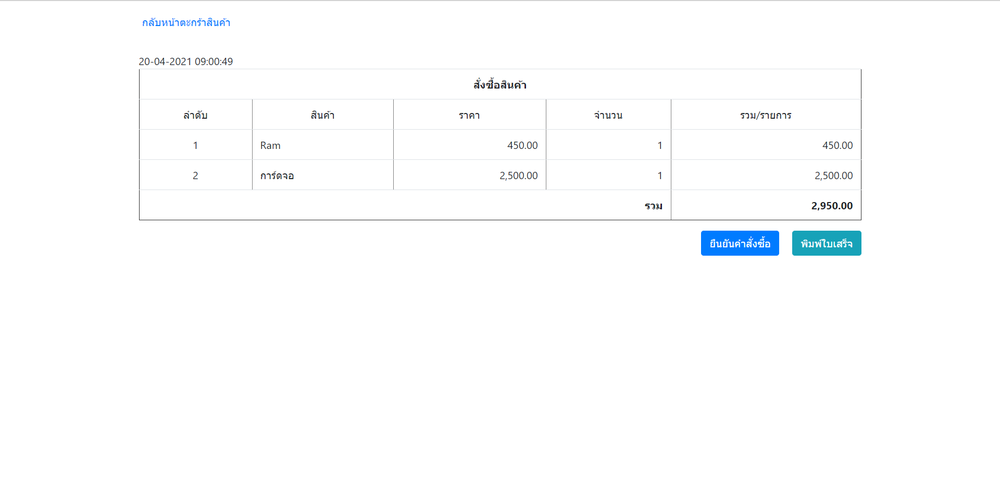 กลับหน้าตะกร้าสินค้า
20-04-2021 09:00:49
สั่งซื้อสินค้า
ลำดับ สินค้า ราคา จำนวน รวม/รายการ
1 Ram 450.00 1 450.00
2 การ์ดจอ 2,500.00 1 2,500.00
รวม 2,950.00
ยืนยันคำสั่งซื้อ พิมพ์ใบเสร็จ